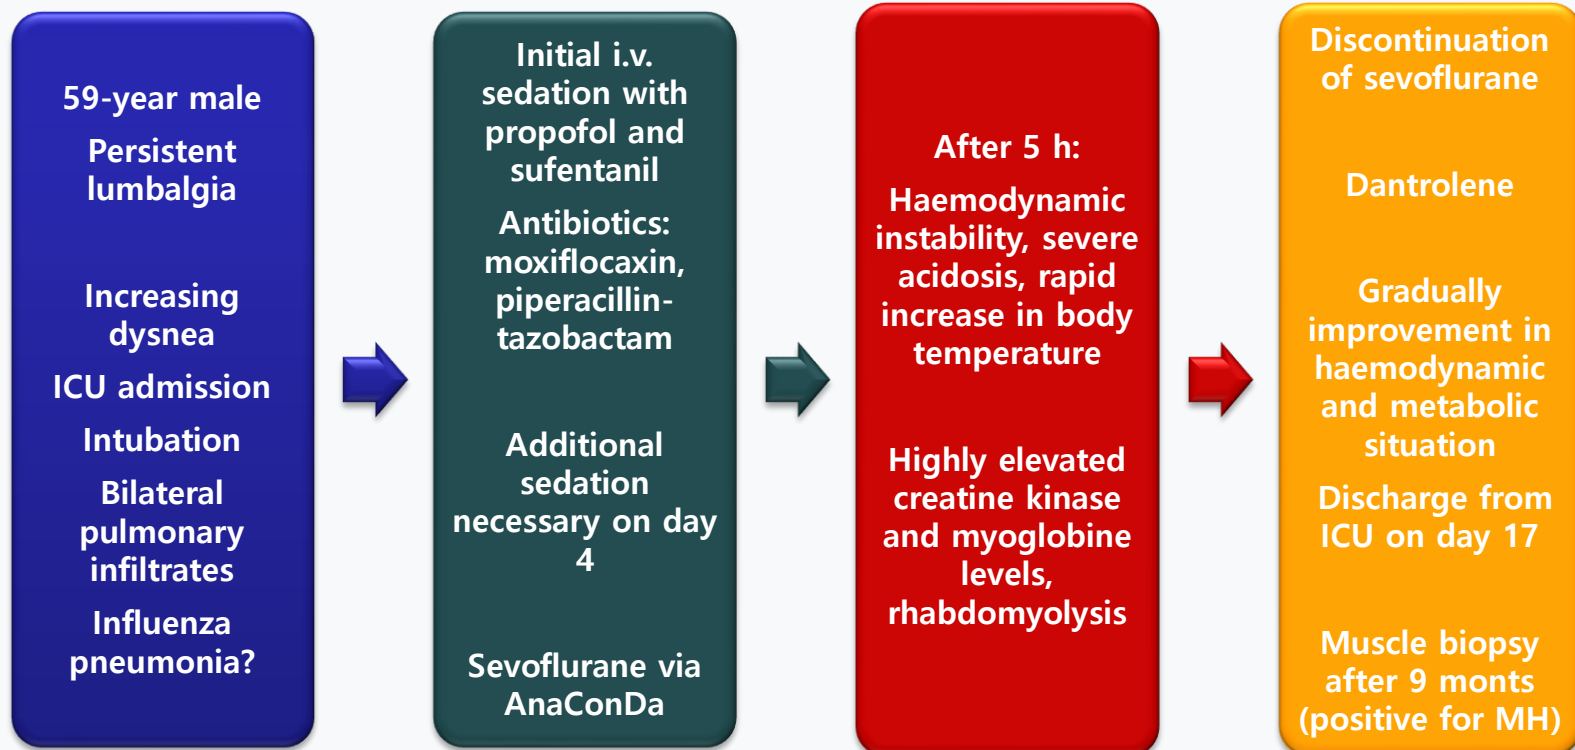 59-year male
Persistent
lumbalgia
Increasing
dysnea
ICU admission
Intubation
Bilateral
pulmonary
infiltrates
Influenza
pneumonia?
Initial i.v.
sedation with
propofol and
sufentanil
Antibiotics:
moxiflocaxin,
piperacillin-
tazobactam
Additional
sedation
necessary on day
4
Sevoflurane via
AnaConDa
After 5 h:
Haemodynamic
instability, severe
acidosis, rapid
increase in body
temperature
Highly elevated
creatine kinase
and myoglobine
levels,
rhabdomyolysis
Discontinuation
of sevoflurane
Dantrolene
Gradually
improvement in
haemodynamic
and metabolic
situation
Discharge from
ICU on day 17
Muscle biopsy
after 9 monts
(positive for MH)